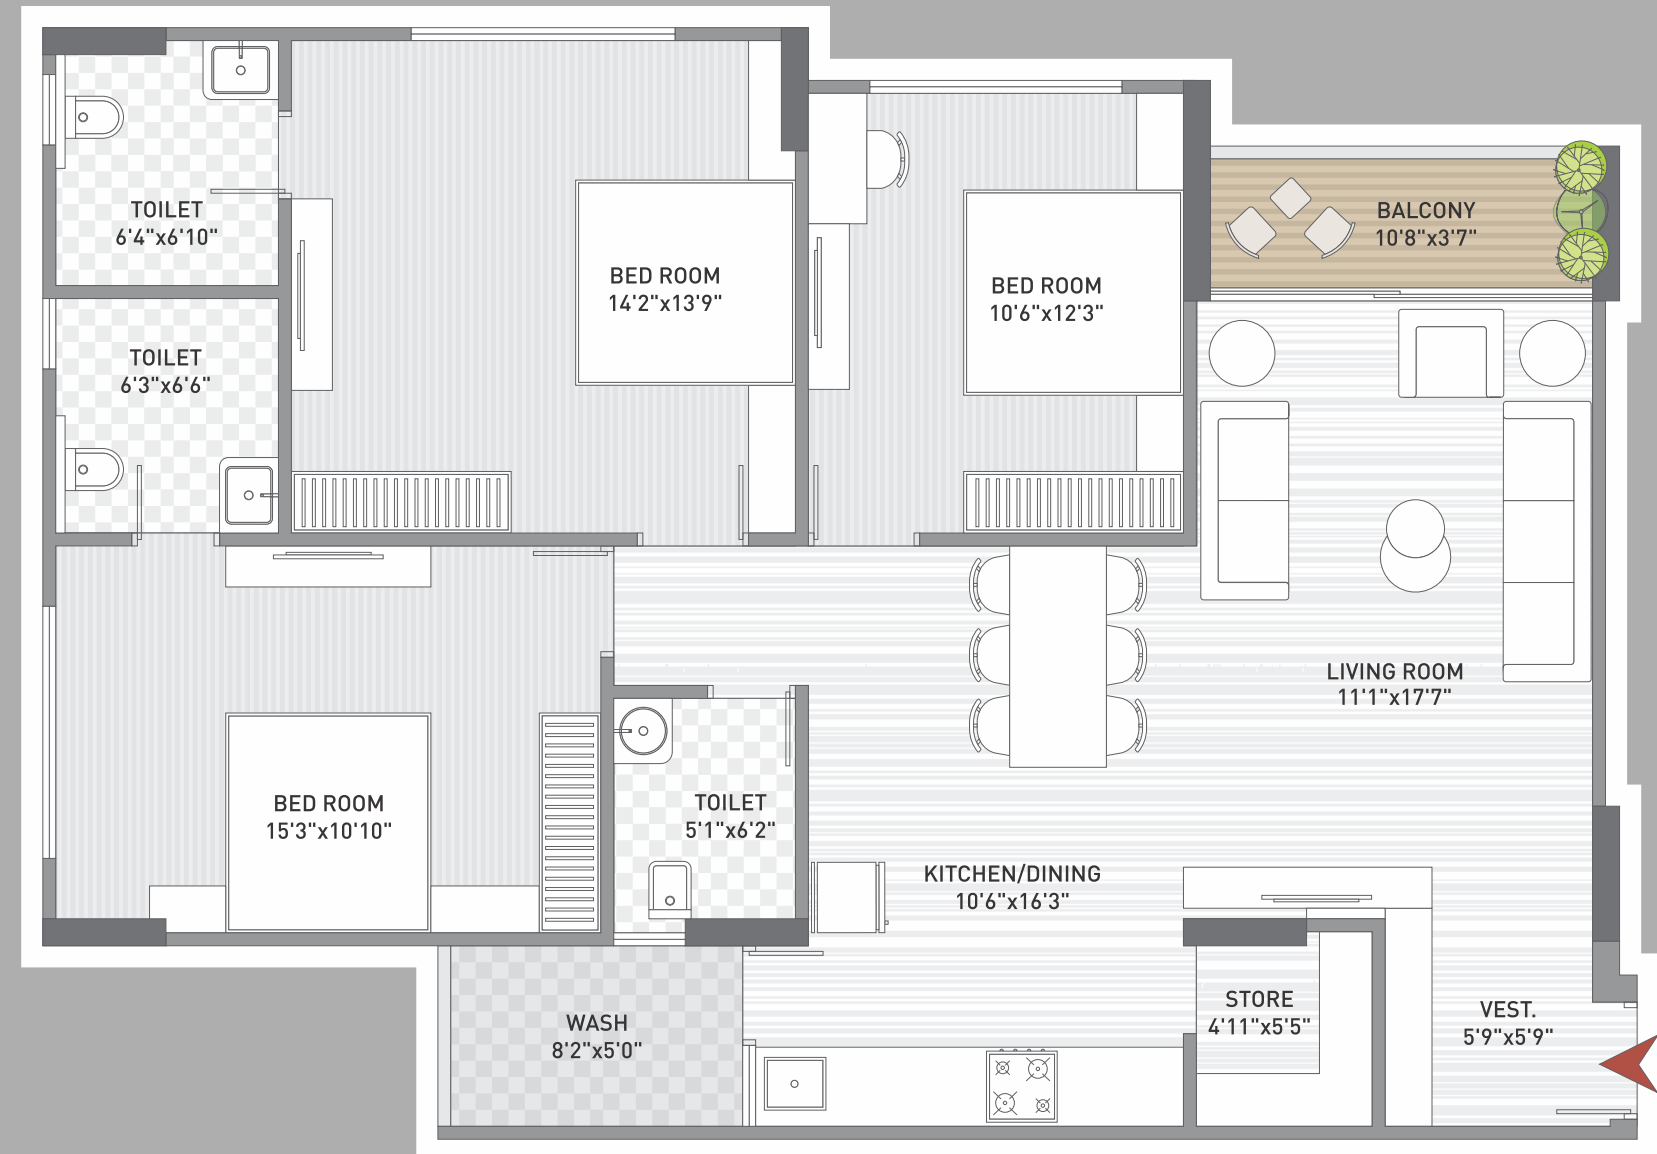 TOILET
6'4"x6'10"
BED ROOM
14'2"x13'9"
BED ROOM
10'6"x12'3"
BALCONY
10'8"x3'7"
TOILET
6'3"x6'6"
LIVING ROOM
11'1"x17'7"
BED ROOM
15'3"x10'10"
TOILET
5'1"x6'2"
KITCHEN/DINING
10'6"x16'3"
WASH
8'2"x5'0"
STORE
4'11"x5'5"
VEST.
5'9"x5'9"